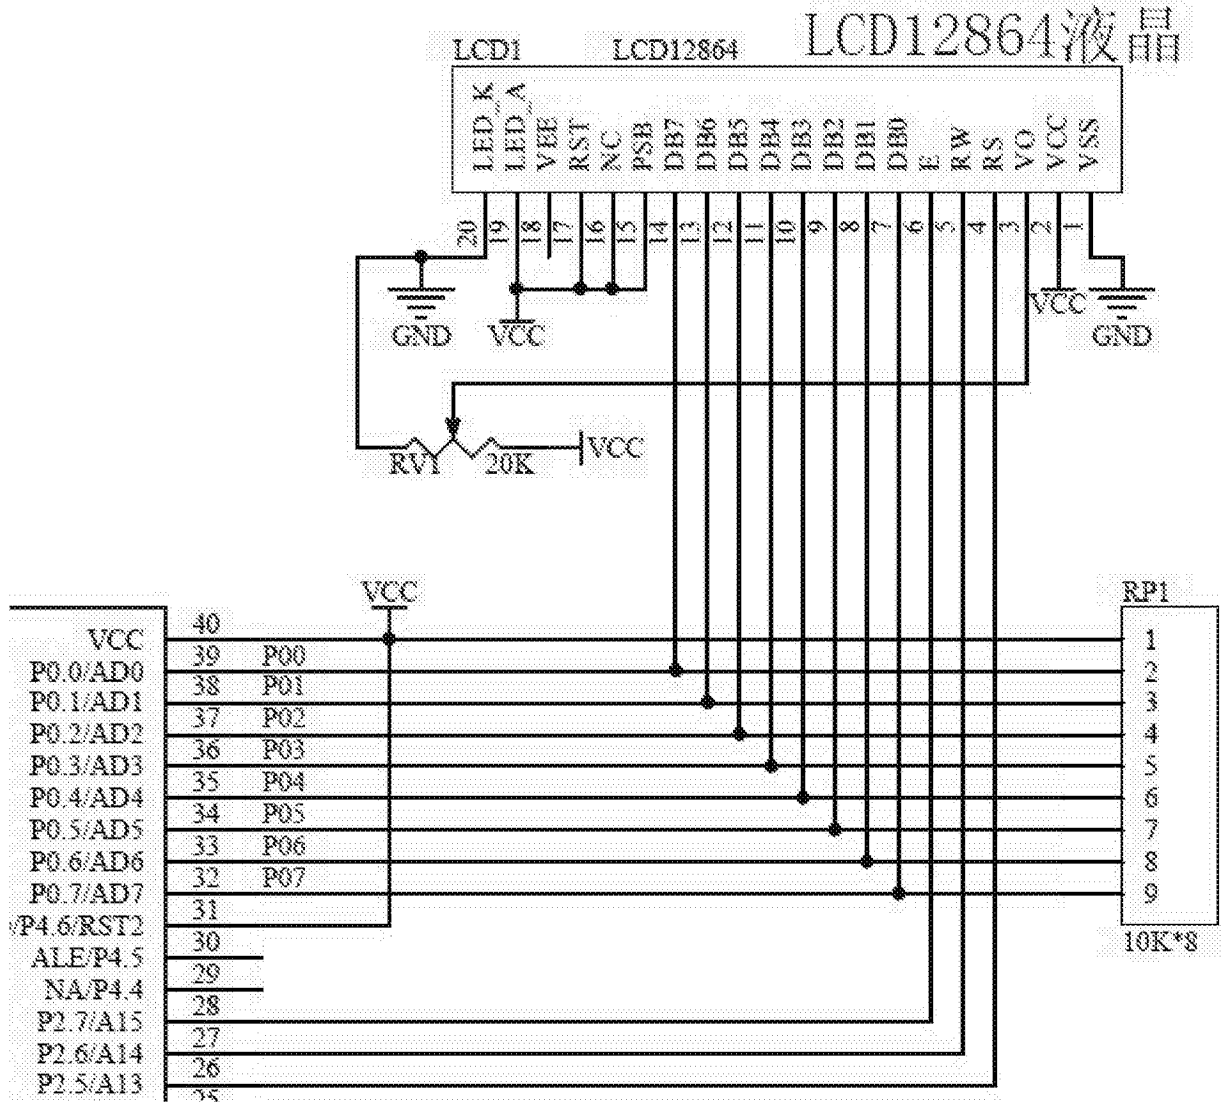 LCD12864液晶
LCD1 LCD12864
LED_K LED_A VEE RST NC PSB DB7 DB6 DB5 DB4 DB3 DB2 DB1 DB0 E RW RS VO VCC VSS
20 19 18 17 16 15 14 13 12 11 10 9 8 7 6 5 4 3 2 1
GND VCC VCC GND
RV1 20K VCC
VCC RP1
VCC 40 1
P0.0/AD0 39 P00 2
P0.1/AD1 38 P01 3
P0.2/AD2 37 P02 4
P0.3/AD3 36 P03 5
P0.4/AD4 35 P04 6
P0.5/AD5 34 P05 7
P0.6/AD6 33 P06 8
P0.7/AD7 32 P07 9
/P4.6/RST2 31
10K*8
ALE/P4.5 30
NA/P4.4 29
P2.7/A15 28
P2.6/A14 27
P2.5/A13 26
25